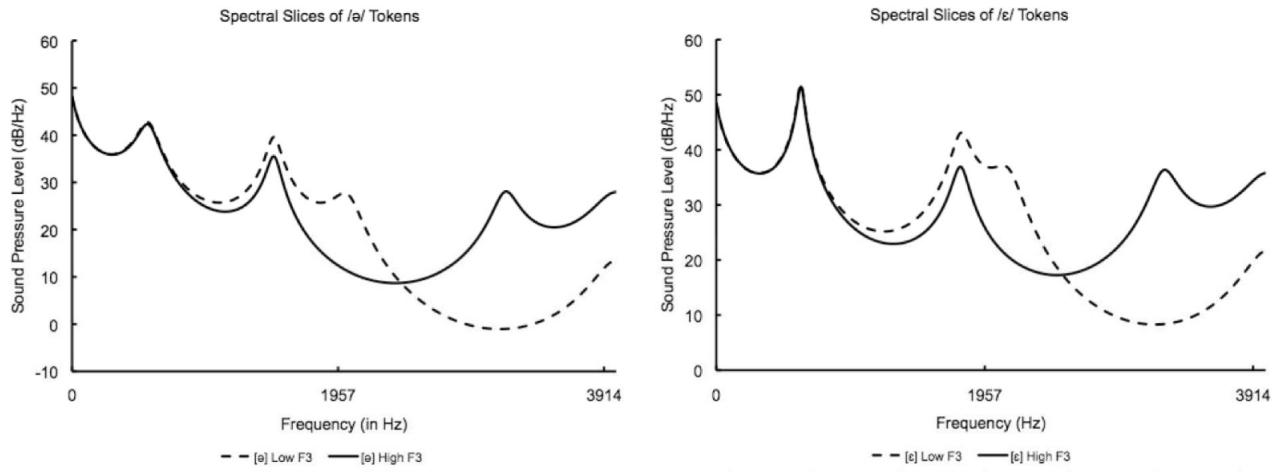 Spectral Slices of /ə/ Tokens
60
50
40
30
20
10
0
-10
Sound Pressure Level (dB/Hz)
0 1957 3914
Frequency (in Hz)
[ə] Low F3 [ə] High F3
Spectral Slices of /ɛ/ Tokens
60
50
40
30
20
10
0
Sound Pressure Level (dB/Hz)
0 1957 3914
Frequency (Hz)
[ɛ] Low F3 [ɛ] High F3